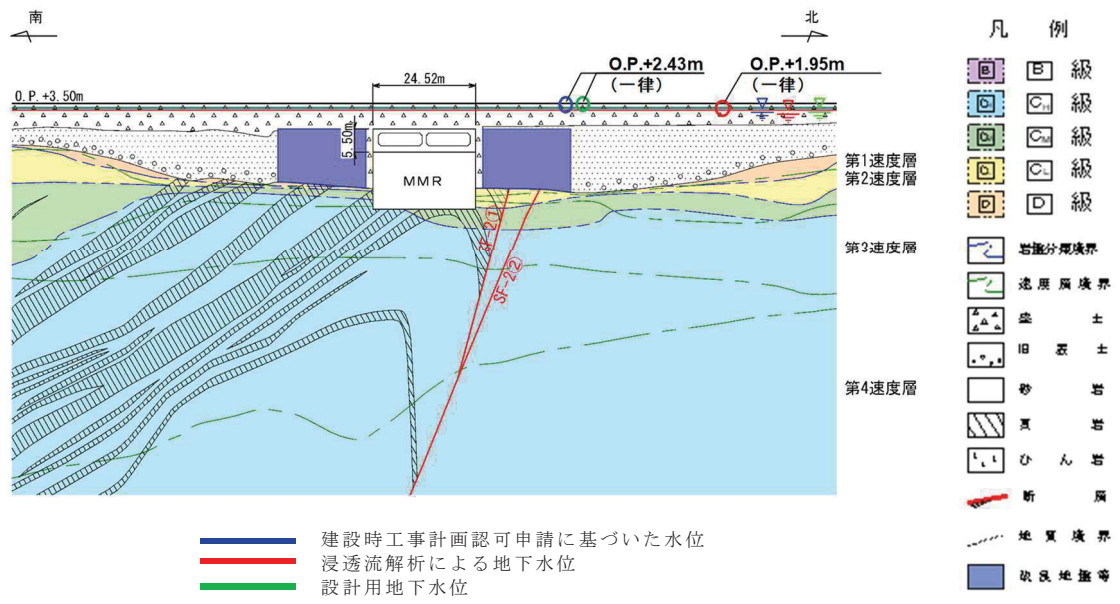 南
北
O.P.+2.43m
(一律)
O.P.+1.95m
(一律)
24.52m
O.P.+3.50m
5.50m
MMR
SF-2①
SF-2②
第1速度層
第2速度層
第3速度層
第4速度層
凡 例
B B 級
C CH 級
C CM 級
C CL 級
D D 級
岩盤分類境界
速度層境界
盛 土
旧 表 土
砂 岩
頁 岩
ひ ん 岩
断 層
地 質 境 界
改良地盤等
建設時工事計画認可申請に基づいた水位
浸透流解析による地下水位
設計用地下水位